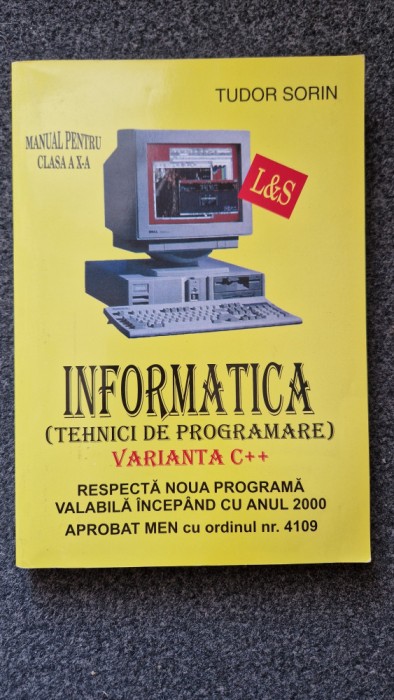 TUDOR SORIN
MANUAL PENTRU
CLASA A X-A
L&S
INFORMATICA
(TEHNICI DE PROGRAMARE)
VARIANTA C++
RESPECTĂ NOUA PROGRAMĂ
VALABILĂ ÎNCEPÂND CU ANUL 2000
APROBAT MEN cu ordinul nr. 4109